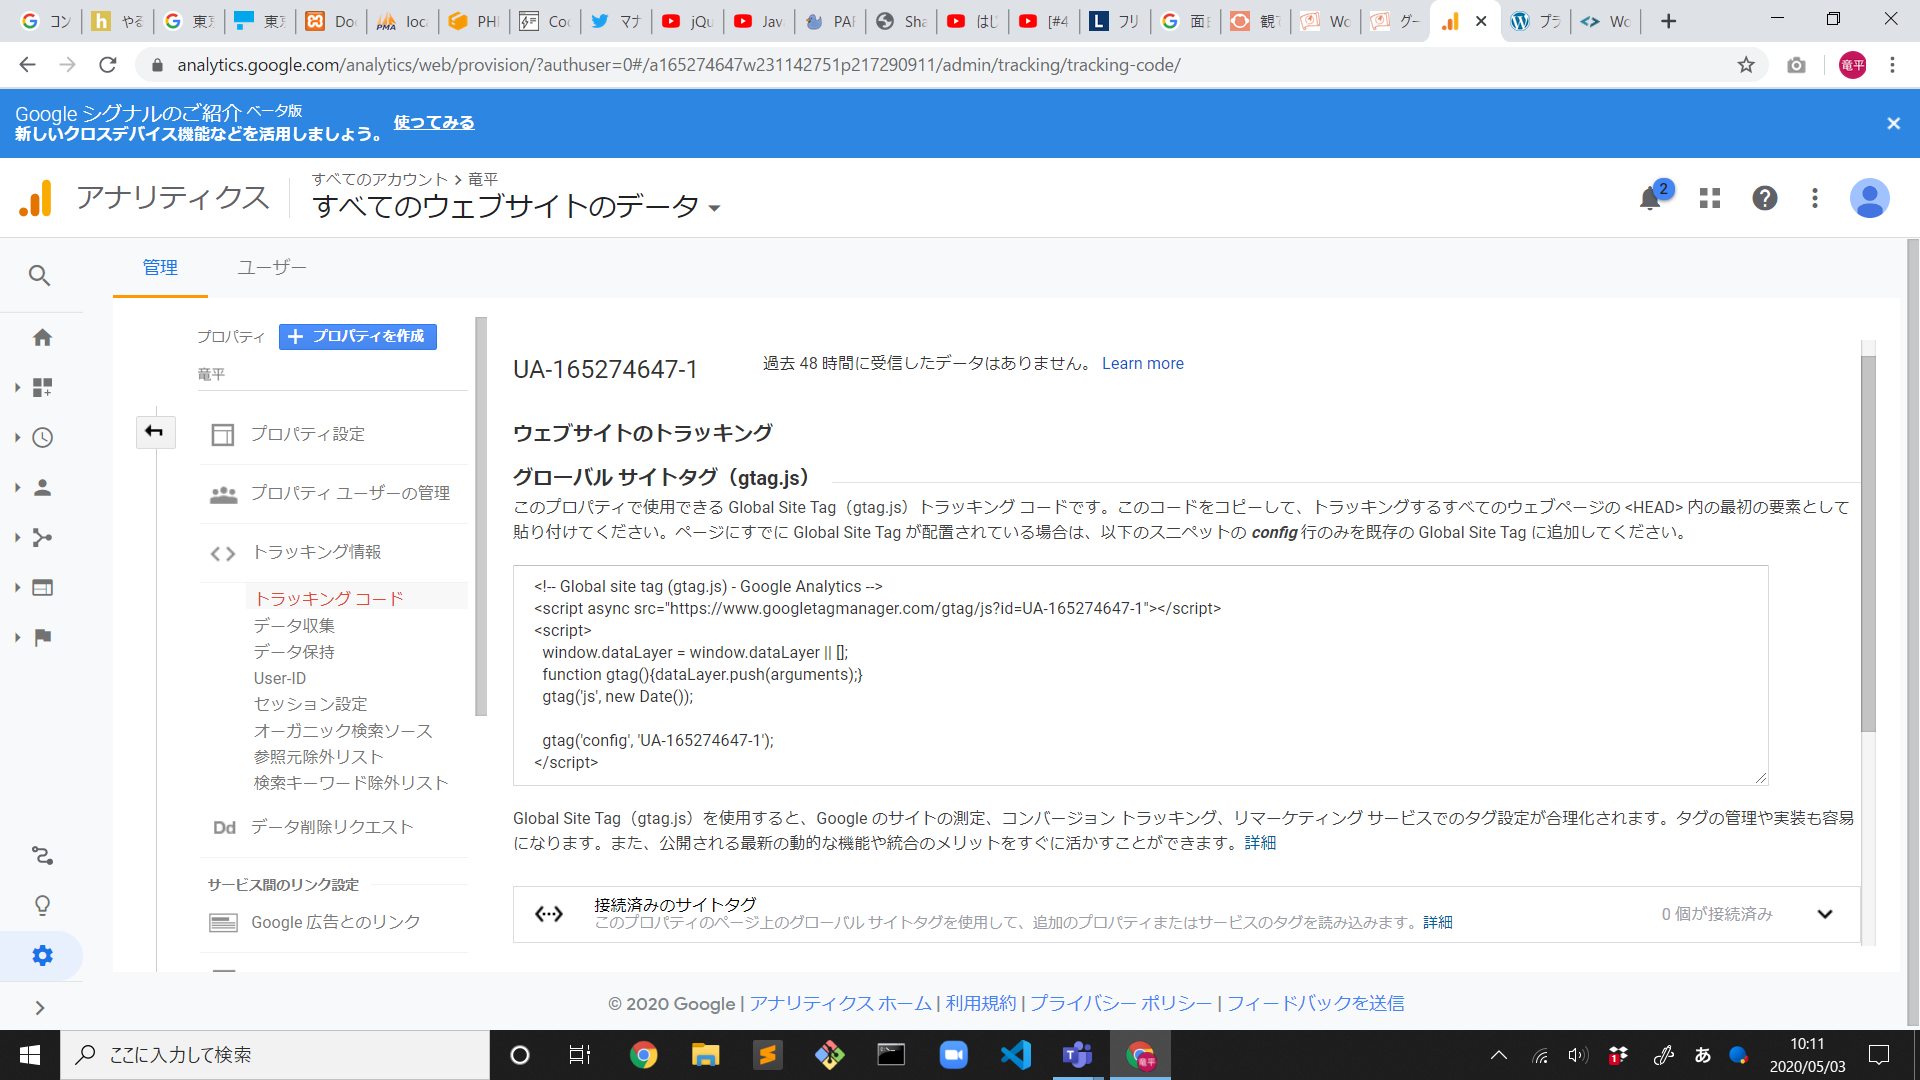 コン
やる
東京
東京
Doc
loca
PHP
Coc
マナ
jQu
Java
PAF
Sha
はじ
[#4
フリ
面白
観て
Wo
グー
プラ
Wo
analytics.google.com/analytics/web/provision/?authuser=0#/a165274647w231142751p217290911/admin/tracking/tracking-code/
竜平
Google シグナルのご紹介 ベータ版
新しいクロスデバイス機能などを活用しましょう。 使ってみる
アナリティクス
すべてのアカウント > 竜平
すべてのウェブサイトのデータ
2
管理
ユーザー
プロパティ
プロパティを作成
竜平
プロパティ設定
プロパティ ユーザーの管理
トラッキング情報
トラッキング コード
データ収集
データ保持
User-ID
セッション設定
オーガニック検索ソース
参照元除外リスト
検索キーワード除外リスト
Dd データ削除リクエスト
サービス間のリンク設定
Google 広告とのリンク
UA-165274647-1
過去 48 時間に受信したデータはありません。 Learn more
ウェブサイトのトラッキング
グローバル サイトタグ（gtag.js）
このプロパティで使用できる Global Site Tag（gtag.js）トラッキング コードです。このコードをコピーして、トラッキングするすべてのウェブページの <HEAD> 内の最初の要素として
貼り付けてください。ページにすでに Global Site Tag が配置されている場合は、以下のスニペットの config 行のみを既存の Global Site Tag に追加してください。
<!-- Global site tag (gtag.js) - Google Analytics -->
<script async src="https://www.googletagmanager.com/gtag/js?id=UA-165274647-1"></script>
<script>
window.dataLayer = window.dataLayer || [];
function gtag(){dataLayer.push(arguments);}
gtag('js', new Date());
gtag('config', 'UA-165274647-1');
</script>
Global Site Tag（gtag.js）を使用すると、Google のサイトの測定、コンバージョン トラッキング、リマーケティング サービスでのタグ設定が合理化されます。タグの管理や実装も容易
になります。また、公開される最新の動的な機能や統合のメリットをすぐに活かすことができます。詳細
接続済みのサイトタグ
このプロパティのページ上のグローバル サイトタグを使用して、追加のプロパティまたはサービスのタグを読み込みます。詳細
0 個が接続済み
© 2020 Google | アナリティクス ホーム | 利用規約 | プライバシー ポリシー | フィードバックを送信
ここに入力して検索
あ
10:11
2020/05/03